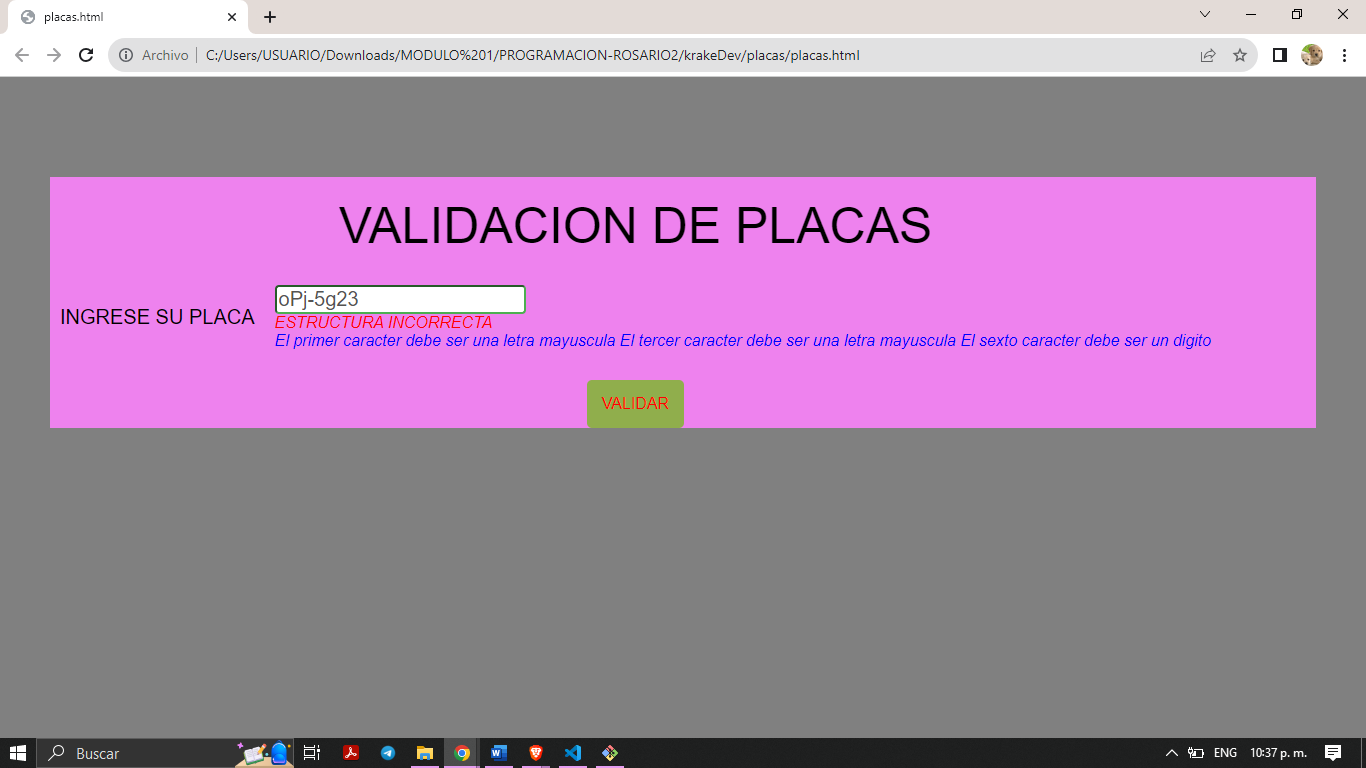 placas.html
Archivo C:/Users/USUARIO/Downloads/MODULO%201/PROGRAMACION-ROSARIO2/krakeDev/placas/placas.html
VALIDACION DE PLACAS
INGRESE SU PLACA
oPj-5g23
ESTRUCTURA INCORRECTA
El primer caracter debe ser una letra mayuscula El tercer caracter debe ser una letra mayuscula El sexto caracter debe ser un digito
VALIDAR
Buscar
ENG 10:37 p. m.